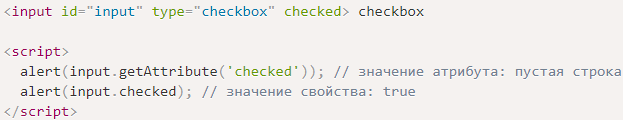 <input id="input" type="checkbox" checked> checkbox
<script>
alert(input.getAttribute('checked')); // значение атрибута: пустая строка
alert(input.checked); // значение свойства: true
</script>